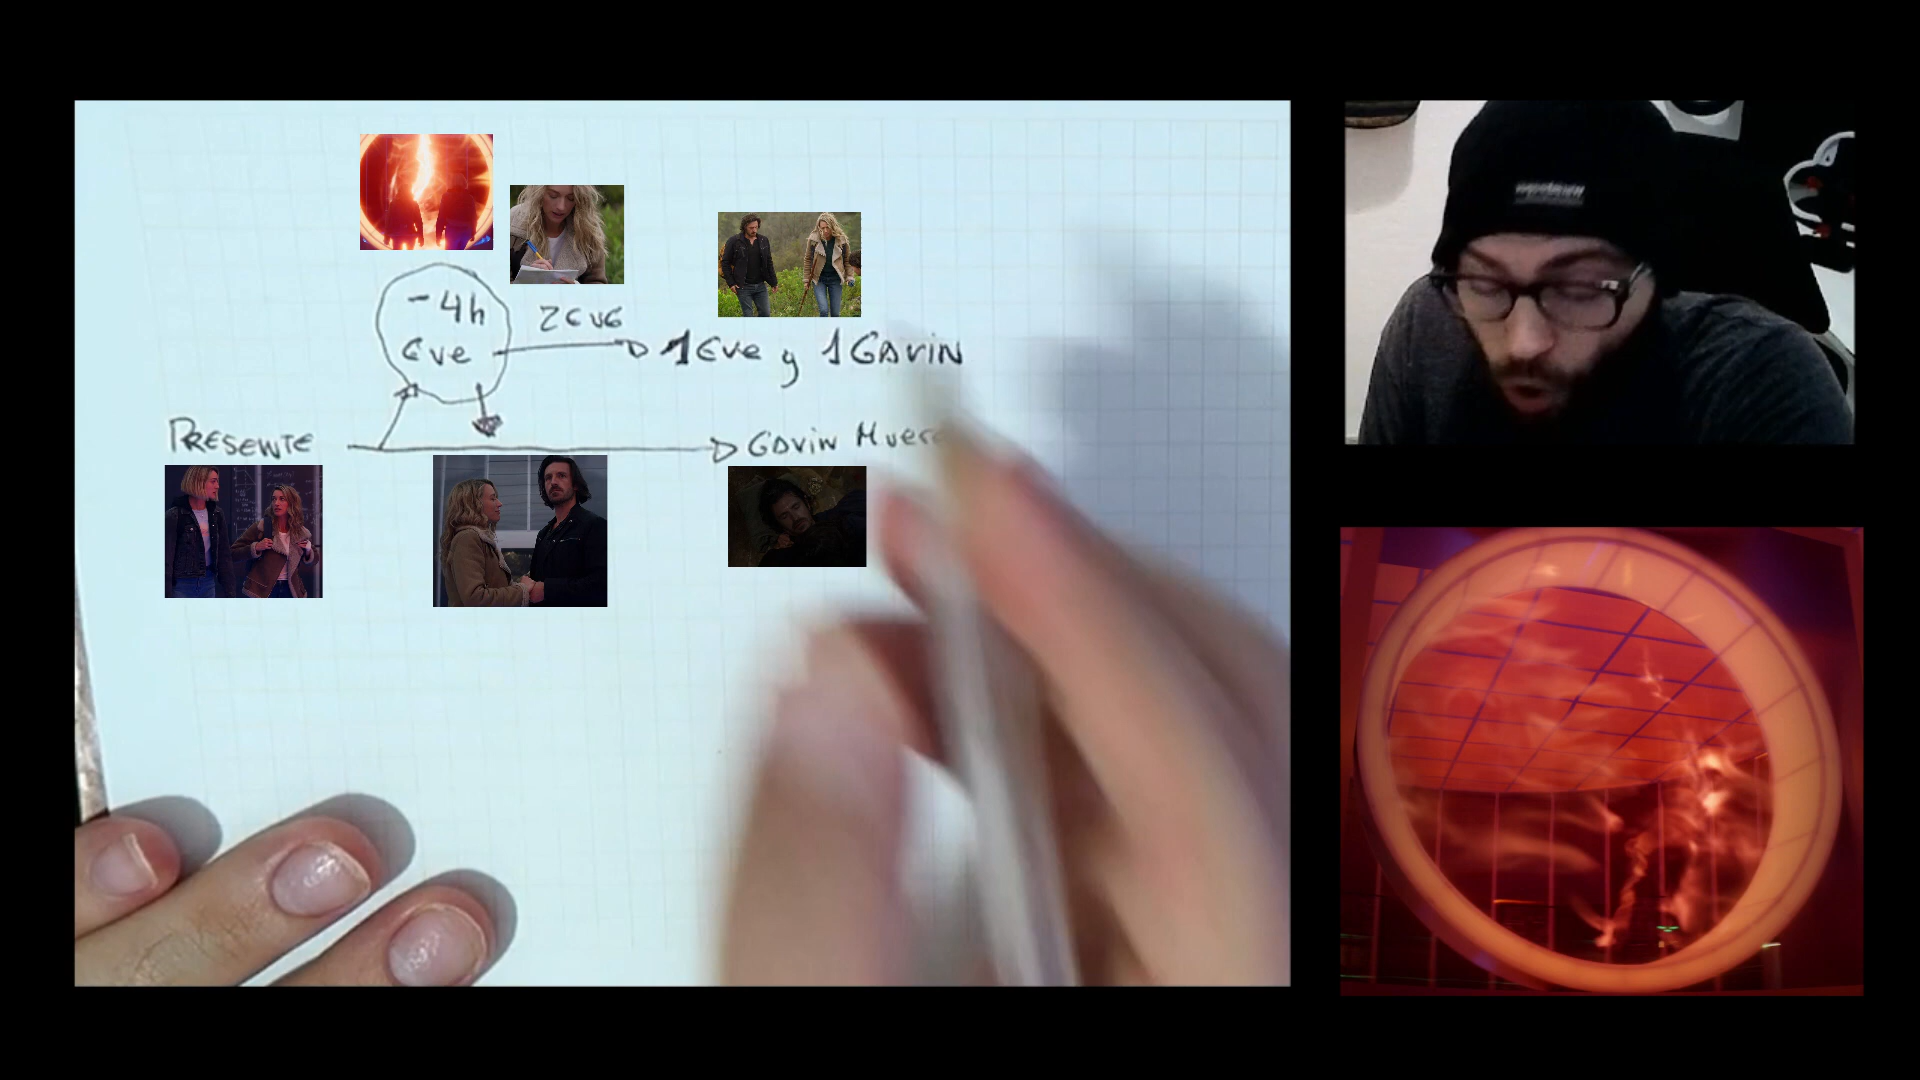 -4h
Eve
2 EVE
1 Eve y 1 GAVIN
PRESENTE
GAVIN